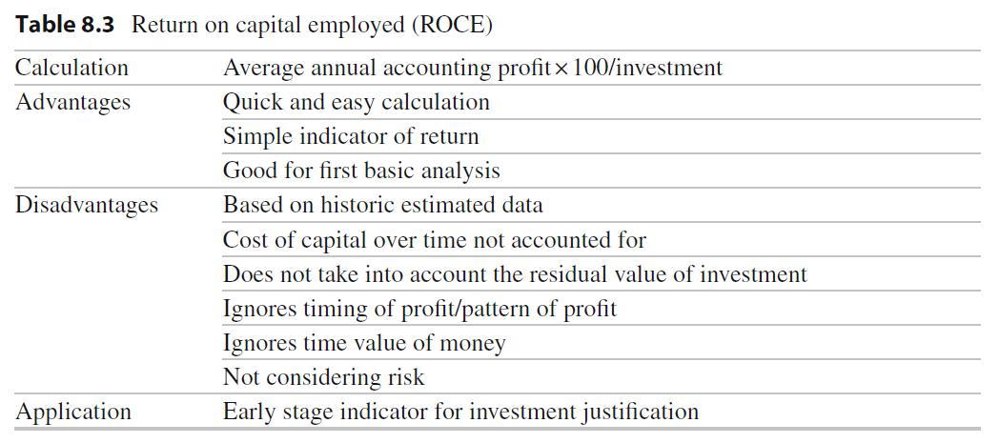 Table 8.3 Return on capital employed (ROCE)
Calculation Average annual accounting profit × 100/investment
Advantages Quick and easy calculation
Simple indicator of return
Good for first basic analysis
Disadvantages Based on historic estimated data
Cost of capital over time not accounted for
Does not take into account the residual value of investment
Ignores timing of profit/pattern of profit
Ignores time value of money
Not considering risk
Application Early stage indicator for investment justification